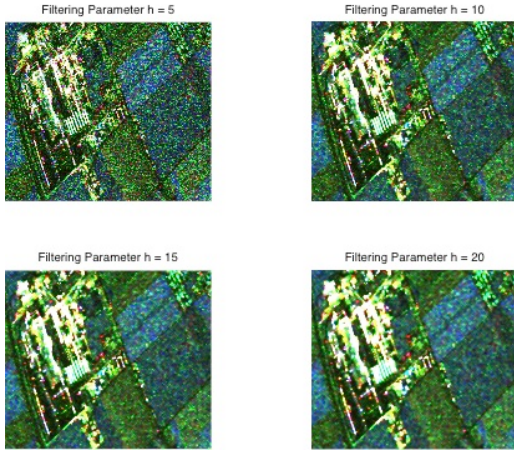 Filtering Parameter h = 5
Filtering Parameter h = 10
Filtering Parameter h = 15
Filtering Parameter h = 20